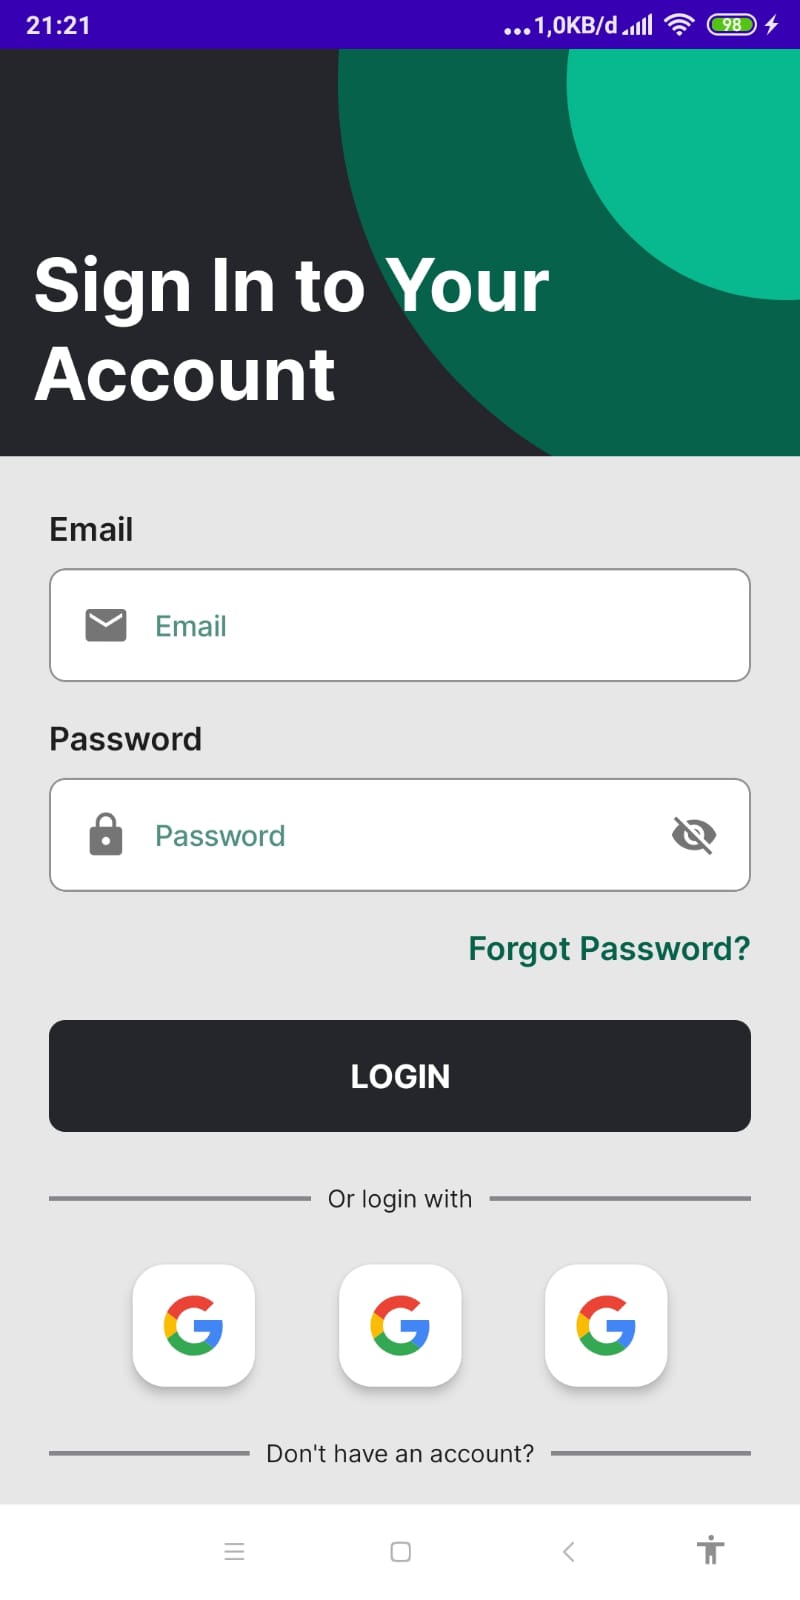 21:21
...1,0KB/d
98
Sign In to Your
Account
Email
Email
Password
Password
Forgot Password?
LOGIN
Or login with
G G G
Don't have an account?